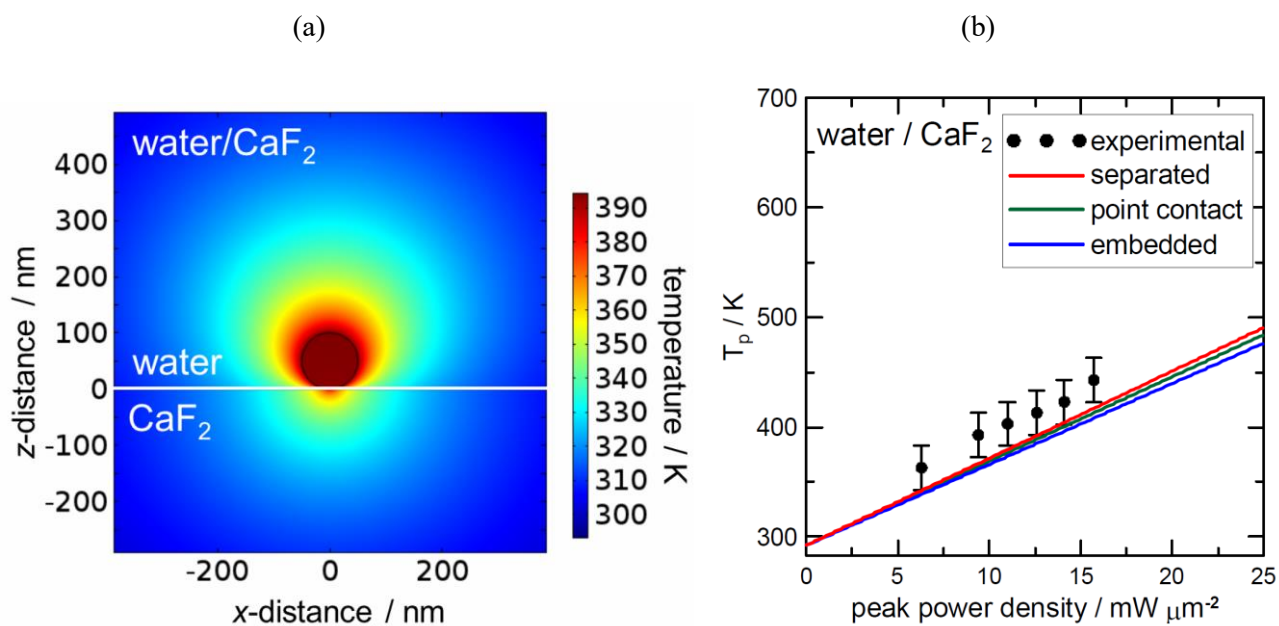 (a)
(b)
water/CaF₂
water
CaF₂
400
300
200
100
0
-100
-200
z-distance / nm
-200
0
200
x-distance / nm
390
380
370
360
350
340
330
320
310
300
temperature / K
water / CaF₂
experimental
separated
point contact
embedded
700
600
500
400
300
Tₚ / K
0
5
10
15
20
25
peak power density / mW µm⁻²